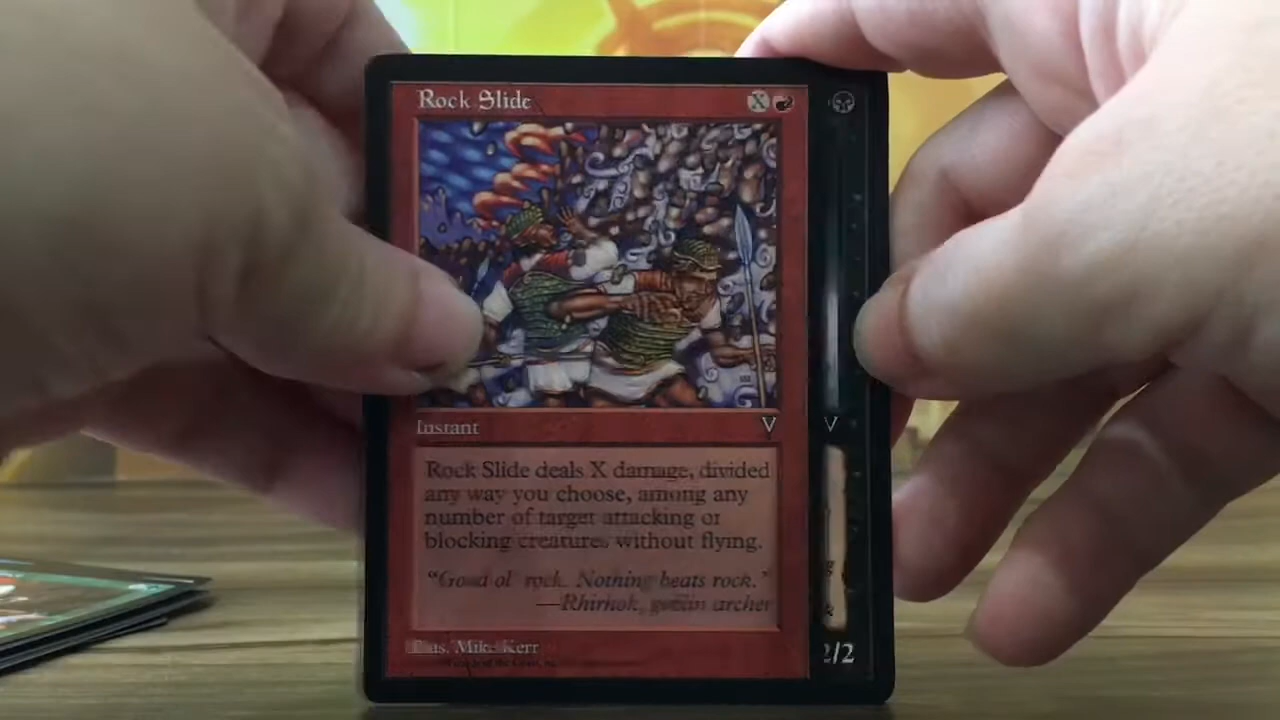 Rock Slide X
Instant
Rock Slide deals X damage, divided
any way you choose, among any
number of target attacking or
blocking creatures without flying.
"Good ol' rock. Nothing beats rock."
—Rhirhok, goblin archer
Illus. Mike Kerr
2/2